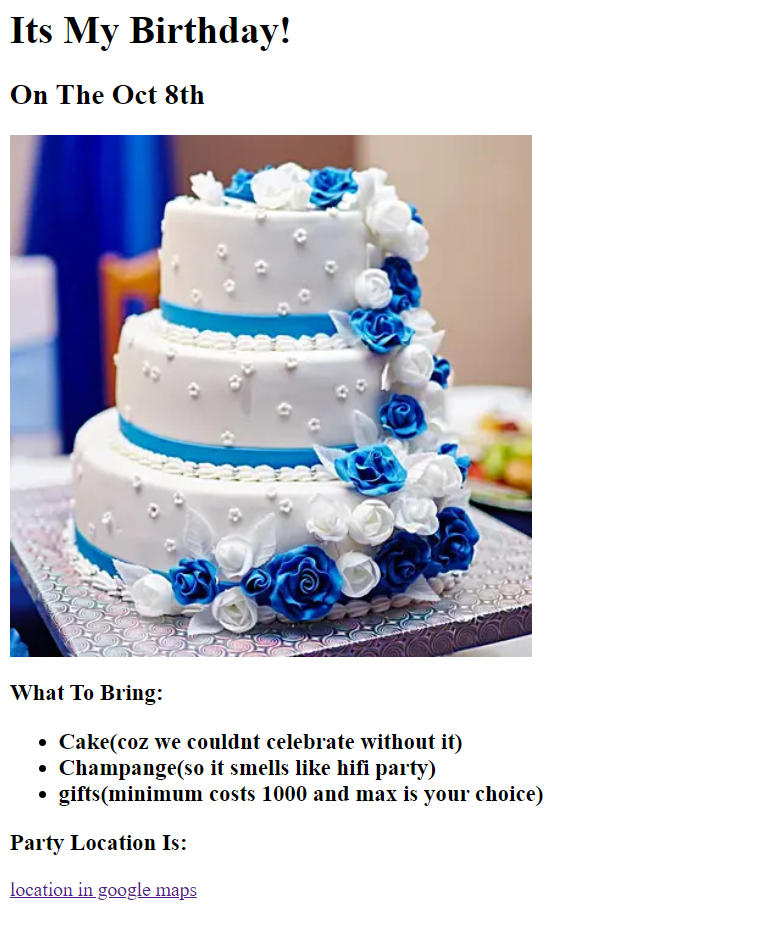 Its My Birthday!
On The Oct 8th
What To Bring:
Cake(coz we couldnt celebrate without it)
Champange(so it smells like hifi party)
gifts(minimum costs 1000 and max is your choice)
Party Location Is:
location in google maps